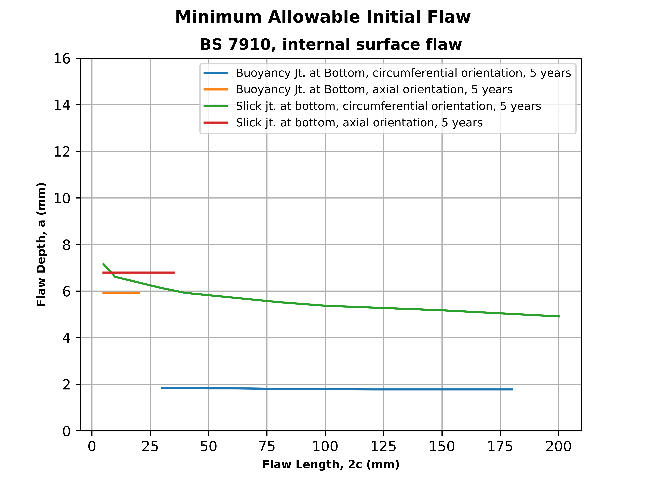 Minimum Allowable Initial Flaw
BS 7910, internal surface flaw
Buoyancy Jt. at Bottom, circumferential orientation, 5 years
Buoyancy Jt. at Bottom, axial orientation, 5 years
Slick jt. at bottom, circumferential orientation, 5 years
Slick jt. at bottom, axial orientation, 5 years
16
14
12
10
8
6
4
2
0
Flaw Depth, a (mm)
0 25 50 75 100 125 150 175 200
Flaw Length, 2c (mm)